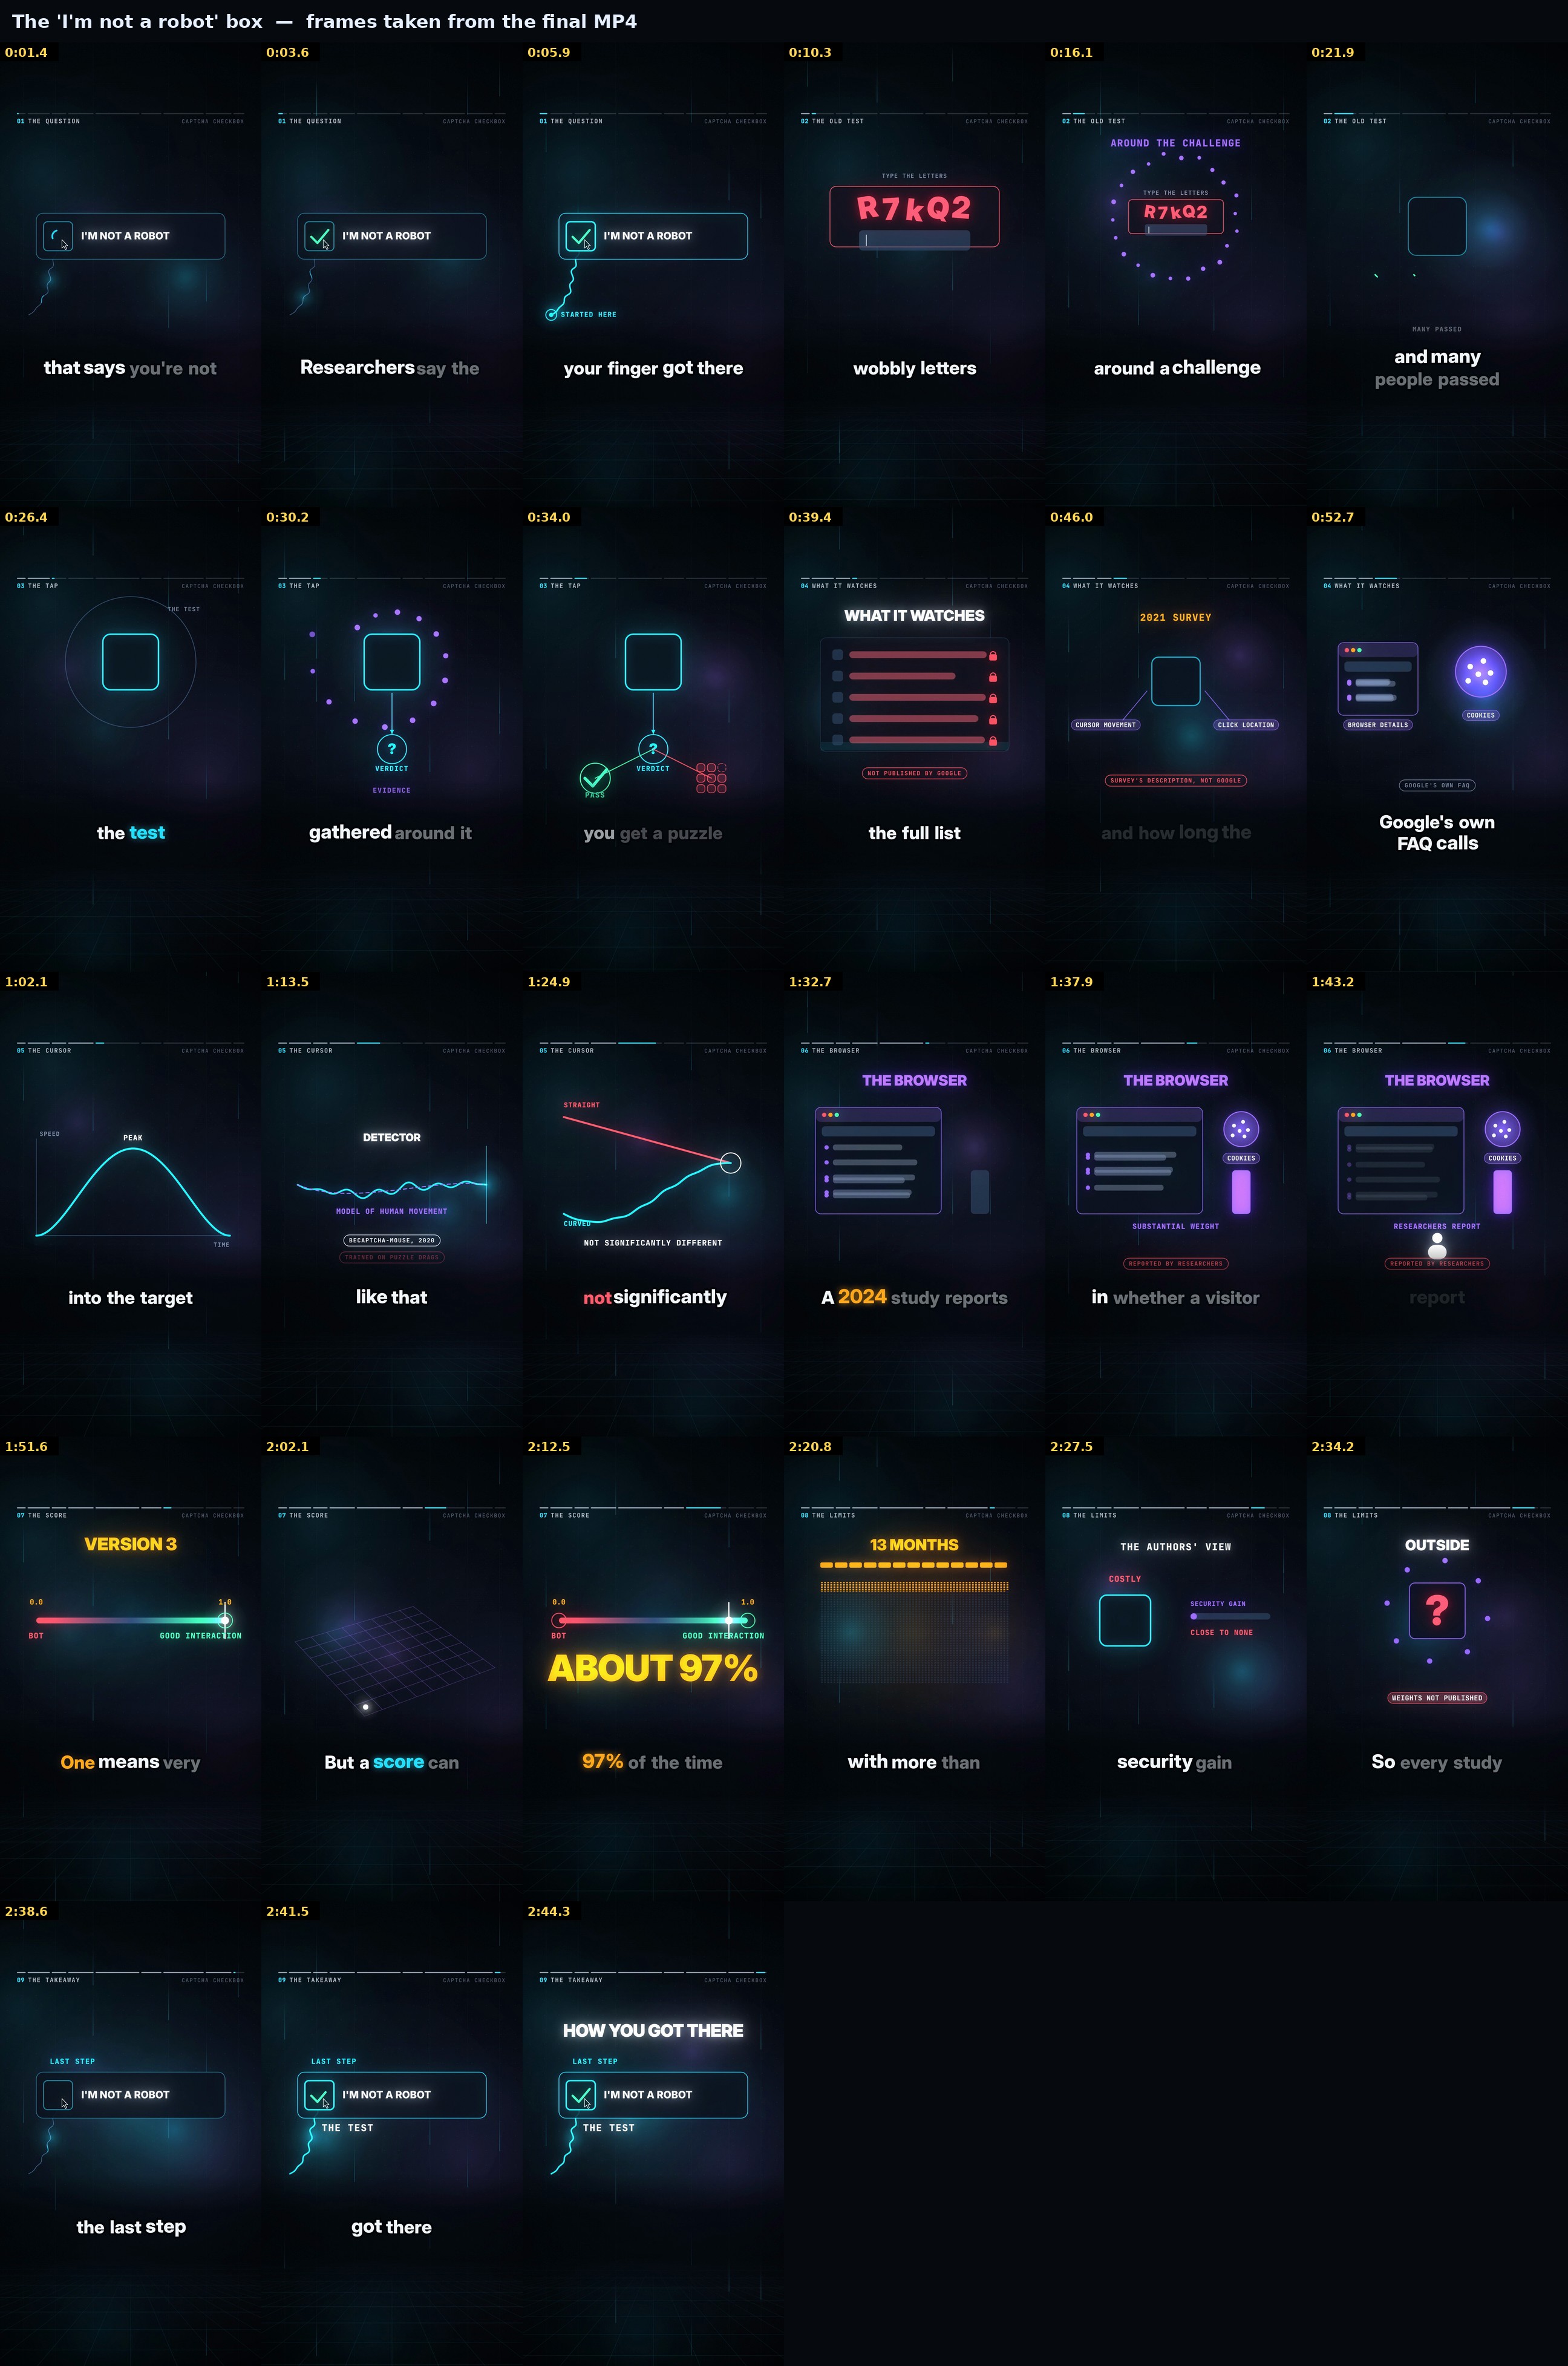 The 'I'm not a robot' box — frames taken from the final MP4
0:01.4
01 THE QUESTION
CAPTCHA CHECKBOX
I'M NOT A ROBOT
that says you're not
0:03.6
01 THE QUESTION
CAPTCHA CHECKBOX
I'M NOT A ROBOT
Researchers say the
0:05.9
01 THE QUESTION
CAPTCHA CHECKBOX
I'M NOT A ROBOT
STARTED HERE
your finger got there
0:10.3
02 THE OLD TEST
CAPTCHA CHECKBOX
TYPE THE LETTERS
R7kQ2
wobbly letters
0:16.1
02 THE OLD TEST
CAPTCHA CHECKBOX
AROUND THE CHALLENGE
TYPE THE LETTERS
R7kQ2
around a challenge
0:21.9
02 THE OLD TEST
CAPTCHA CHECKBOX
MANY PASSED
and many
people passed
0:26.4
03 THE TAP
CAPTCHA CHECKBOX
THE TEST
the test
0:30.2
03 THE TAP
CAPTCHA CHECKBOX
?
VERDICT
EVIDENCE
gathered around it
0:34.0
03 THE TAP
CAPTCHA CHECKBOX
?
VERDICT
PASS
you get a puzzle
0:39.4
04 WHAT IT WATCHES
CAPTCHA CHECKBOX
WHAT IT WATCHES
NOT PUBLISHED BY GOOGLE
the full list
0:46.0
04 WHAT IT WATCHES
CAPTCHA CHECKBOX
2021 SURVEY
CURSOR MOVEMENT
CLICK LOCATION
SURVEY'S DESCRIPTION, NOT GOOGLE
and how long the
0:52.7
04 WHAT IT WATCHES
CAPTCHA CHECKBOX
BROWSER DETAILS
COOKIES
GOOGLE'S OWN FAQ
Google's own
FAQ calls
1:02.1
05 THE CURSOR
CAPTCHA CHECKBOX
SPEED
PEAK
TIME
into the target
1:13.5
05 THE CURSOR
CAPTCHA CHECKBOX
DETECTOR
MODEL OF HUMAN MOVEMENT
BECAPTCHA-MOUSE, 2020
TRAINED ON PUZZLE DRAGS
like that
1:24.9
05 THE CURSOR
CAPTCHA CHECKBOX
STRAIGHT
CURVED
NOT SIGNIFICANTLY DIFFERENT
not significantly
1:32.7
06 THE BROWSER
CAPTCHA CHECKBOX
THE BROWSER
A 2024 study reports
1:37.9
06 THE BROWSER
CAPTCHA CHECKBOX
THE BROWSER
COOKIES
SUBSTANTIAL WEIGHT
REPORTED BY RESEARCHERS
in whether a visitor
1:43.2
06 THE BROWSER
CAPTCHA CHECKBOX
THE BROWSER
COOKIES
RESEARCHERS REPORT
REPORTED BY RESEARCHERS
report
1:51.6
07 THE SCORE
CAPTCHA CHECKBOX
VERSION 3
0.0
1.0
BOT
GOOD INTERACTION
One means very
2:02.1
07 THE SCORE
CAPTCHA CHECKBOX
But a score can
2:12.5
07 THE SCORE
CAPTCHA CHECKBOX
0.0
1.0
BOT
GOOD INTERACTION
ABOUT 97%
97% of the time
2:20.8
08 THE LIMITS
CAPTCHA CHECKBOX
13 MONTHS
with more than
2:27.5
08 THE LIMITS
CAPTCHA CHECKBOX
THE AUTHORS' VIEW
COSTLY
SECURITY GAIN
CLOSE TO NONE
security gain
2:34.2
08 THE LIMITS
CAPTCHA CHECKBOX
OUTSIDE
?
WEIGHTS NOT PUBLISHED
So every study
2:38.6
09 THE TAKEAWAY
CAPTCHA CHECKBOX
LAST STEP
I'M NOT A ROBOT
the last step
2:41.5
09 THE TAKEAWAY
CAPTCHA CHECKBOX
LAST STEP
I'M NOT A ROBOT
THE TEST
got there
2:44.3
09 THE TAKEAWAY
CAPTCHA CHECKBOX
HOW YOU GOT THERE
LAST STEP
I'M NOT A ROBOT
THE TEST